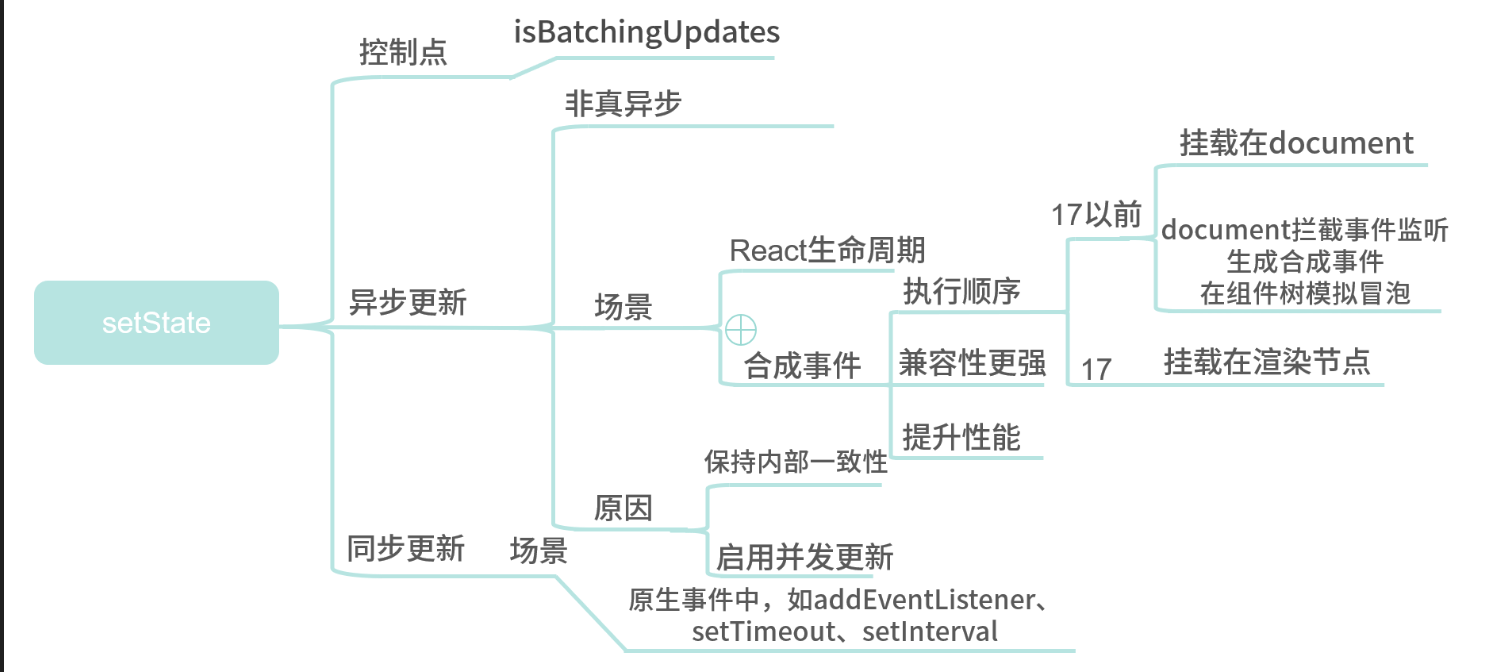 setState
控制点
isBatchingUpdates
异步更新
非真异步
场景
React生命周期
合成事件
执行顺序
17以前
挂载在document
document拦截事件监听
生成合成事件
在组件树模拟冒泡
17
挂载在渲染节点
兼容性更强
提升性能
原因
保持内部一致性
启用并发更新
同步更新
场景
原生事件中，如addEventListener、
setTimeout、setInterval